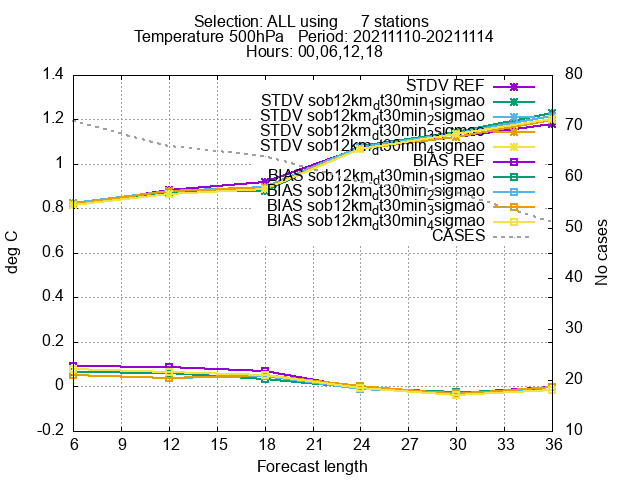 Selection: ALL using 7 stations
Temperature 500hPa Period: 20211110-20211114
Hours: 00,06,12,18
1.4
1.2
1
0.8
0.6
0.4
0.2
0
-0.2
deg C
80
70
60
50
40
30
20
10
No cases
STDV REF
STDV sob12km_dt30min_1sigmao
STDV sob12km_dt30min_2sigmao
STDV sob12km_dt30min_3sigmao
STDV sob12km_dt30min_4sigmao
BIAS REF
BIAS sob12km_dt30min_1sigmao
BIAS sob12km_dt30min_2sigmao
BIAS sob12km_dt30min_3sigmao
BIAS sob12km_dt30min_4sigmao
CASES
6 9 12 15 18 21 24 27 30 33 36
Forecast length